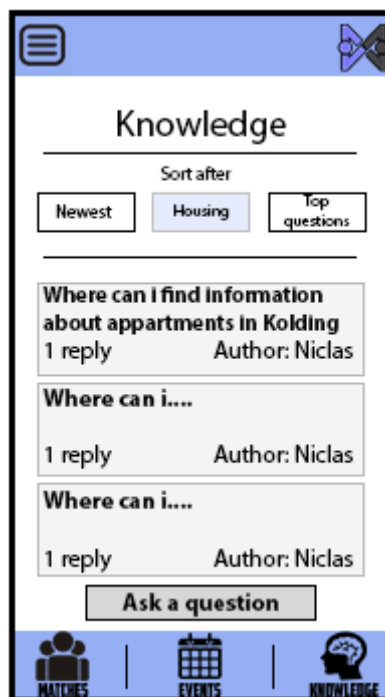 Knowledge
Sort after
Newest
Housing
Top
questions
Where can i find information
about appartments in Kolding
1 reply Author: Niclas
Where can i....
1 reply Author: Niclas
Where can i....
1 reply Author: Niclas
Ask a question
MATCHES EVENTS KNOWLEDGE